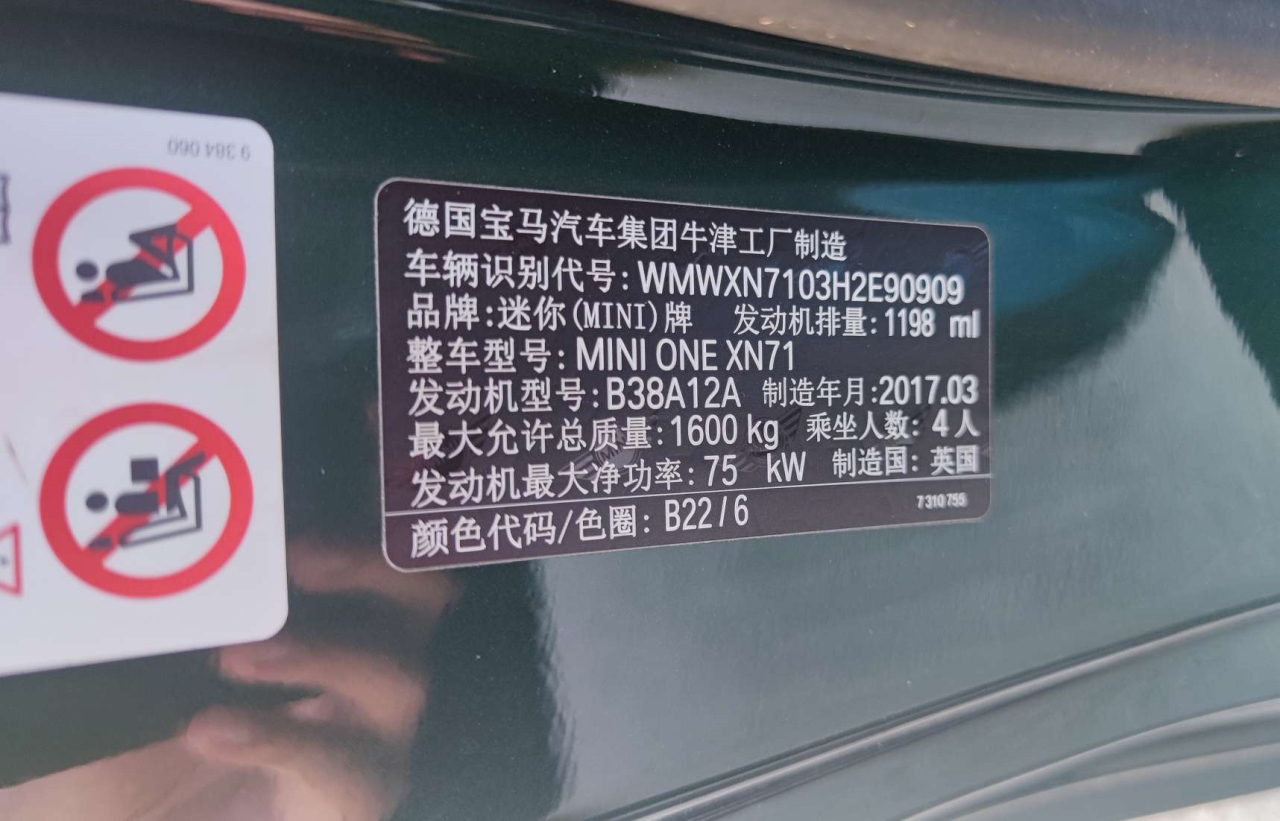 9 384 060
德国宝马汽车集团牛津工厂制造
车辆识别代号：WMWXN7103H2E90909
品牌：迷你(MINI)牌 发动机排量：1198 ml
整车型号：MINI ONE XN71
发动机型号：B38A12A 制造年月：2017.03
最大允许总质量：1600 kg 乘坐人数：4人
发动机最大净功率：75 kW 制造国：英国
颜色代码/色圈：B22/6 7 310 755